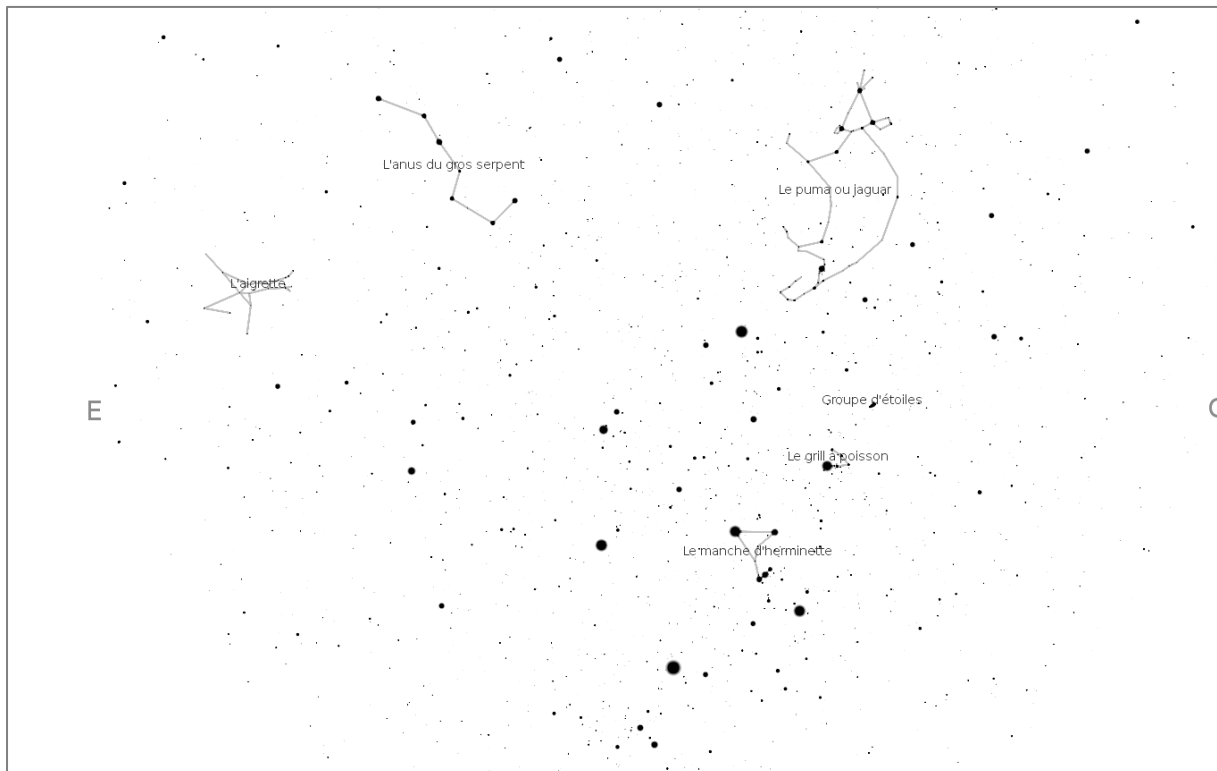 L'anus du gros serpent
Le puma ou jaguar
L'aigrette
Groupe d'étoiles
E
Le grill à poisson
Le manche d'herminette